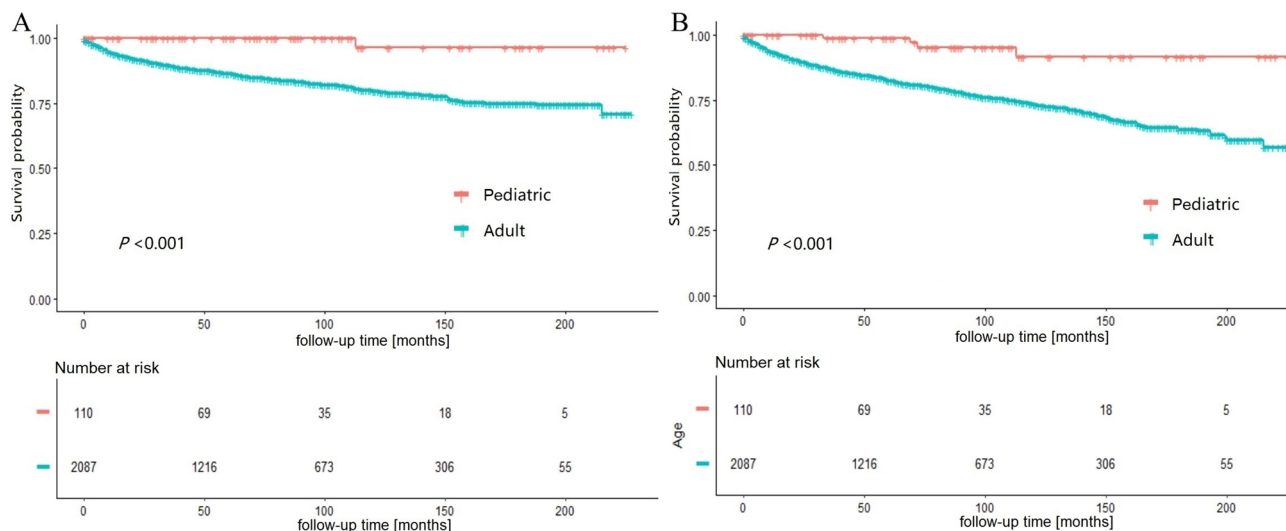 A
Survival probability
1.00
0.75
0.50
0.25
0.00
Pediatric
Adult
P <0.001
0 50 100 150 200
follow-up time [months]
Number at risk
110 69 35 18 5
2087 1216 673 306 55
0 50 100 150 200
follow-up time [months]
B
Survival probability
1.00
0.75
0.50
0.25
0.00
Pediatric
Adult
P <0.001
0 50 100 150 200
follow-up time [months]
Number at risk
Age
110 69 35 18 5
2087 1216 673 306 55
0 50 100 150 200
follow-up time [months]